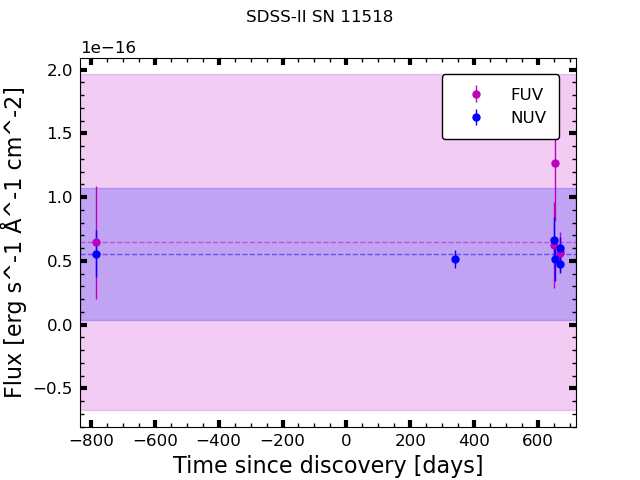 SDSS-II SN 11518
1e−16
FUV
NUV
2.0
1.5
1.0
0.5
0.0
−0.5
Flux [erg s^-1 Å^-1 cm^-2]
−800 −600 −400 −200 0 200 400 600
Time since discovery [days]